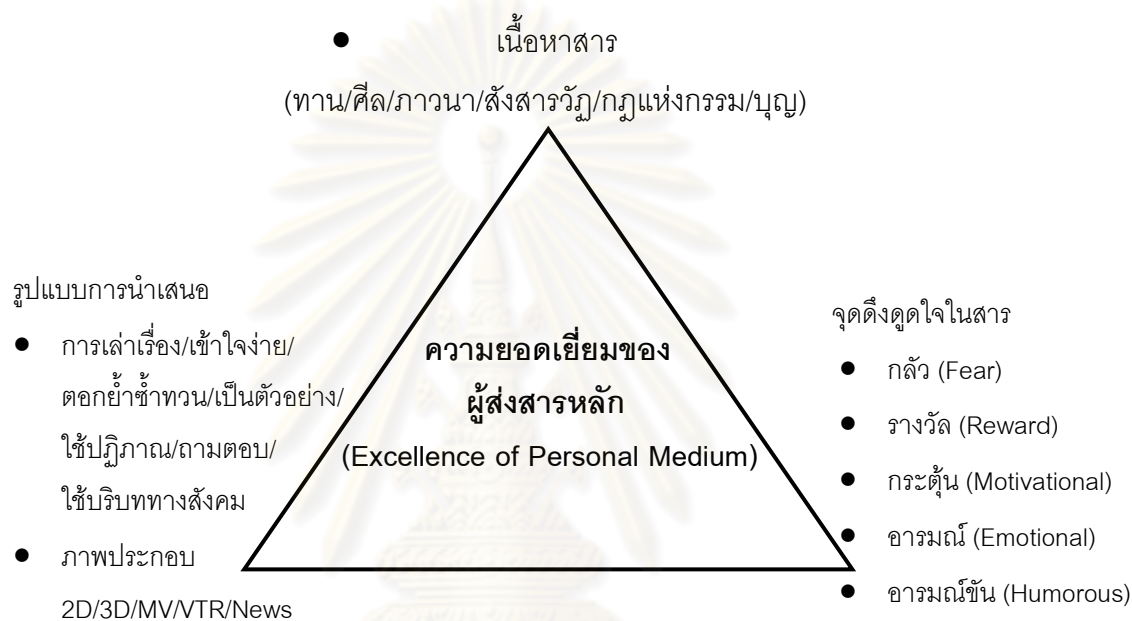 ● เนื้อหาสาร
(ทาน/ศีล/ภาวนา/สังสารวัฏ/กฎแห่งกรรม/บุญ)
รูปแบบการนำเสนอ
● การเล่าเรื่อง/เข้าใจง่าย/
ตอกย้ำซ้ำทวน/เป็นตัวอย่าง/
ใช้ปฏิภาณ/ถามตอบ/
ใช้บริบททางสังคม
● ภาพประกอบ
2D/3D/MV/VTR/News
ความยอดเยี่ยมของ
ผู้ส่งสารหลัก
(Excellence of Personal Medium)
จุดดึงดูดใจในสาร
● กลัว (Fear)
● รางวัล (Reward)
● กระตุ้น (Motivational)
● อารมณ์ (Emotional)
● อารมณ์ขัน (Humorous)